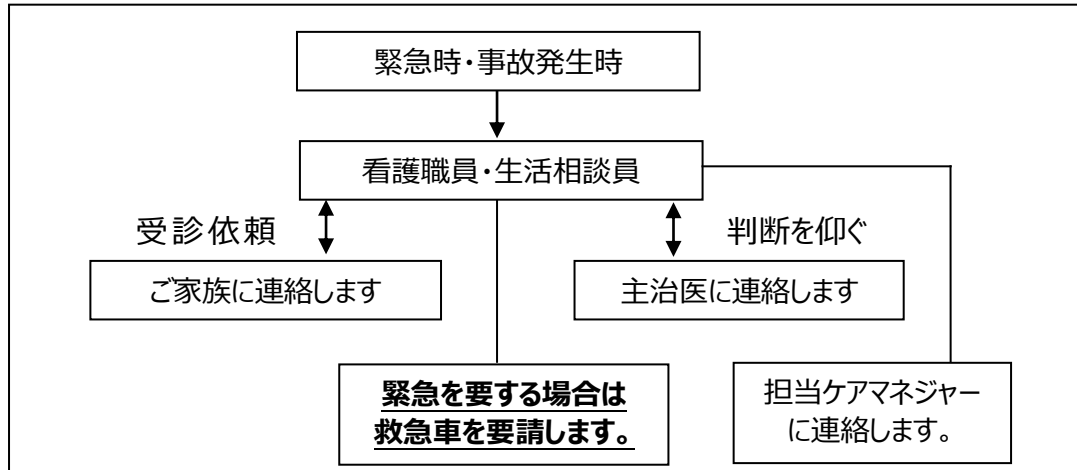 緊急時・事故発生時
看護職員・生活相談員
受診依頼
判断を仰ぐ
ご家族に連絡します
主治医に連絡します
緊急を要する場合は
救急車を要請します。
担当ケアマネジャー
に連絡します。